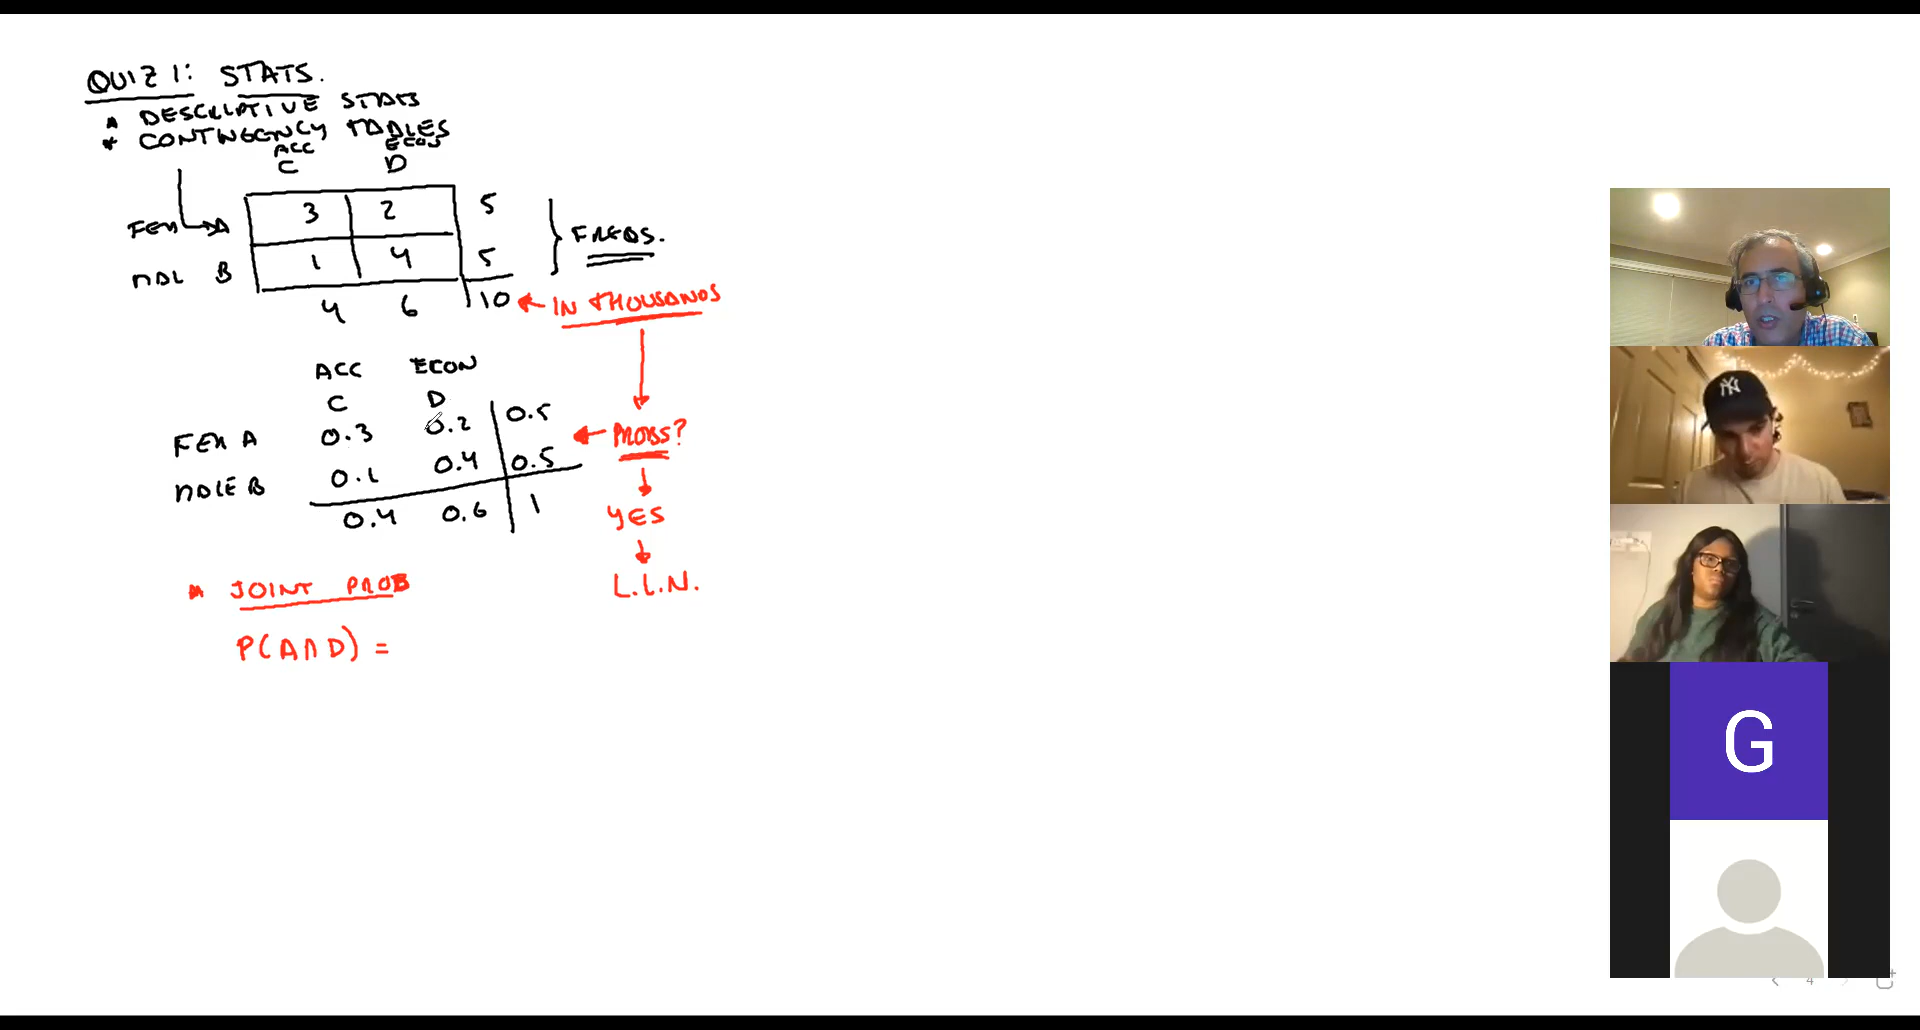 QUIZ 1: STATS.
* DESCRIPTIVE STATS
* CONTINGENCY TABLES
ACC ECON
C D
FEM A 3 2 5
MAL B 1 4 5
} FREQS.
4 6 10 ← IN THOUSANDS
ACC ECON
C D
FEM A 0.3 0.2 0.5
MALE B 0.1 0.4 0.5
0.4 0.6 1
← PROBS?
YES
L.L.N.
* JOINT PROB
P(A∩D) =
NY
G
4